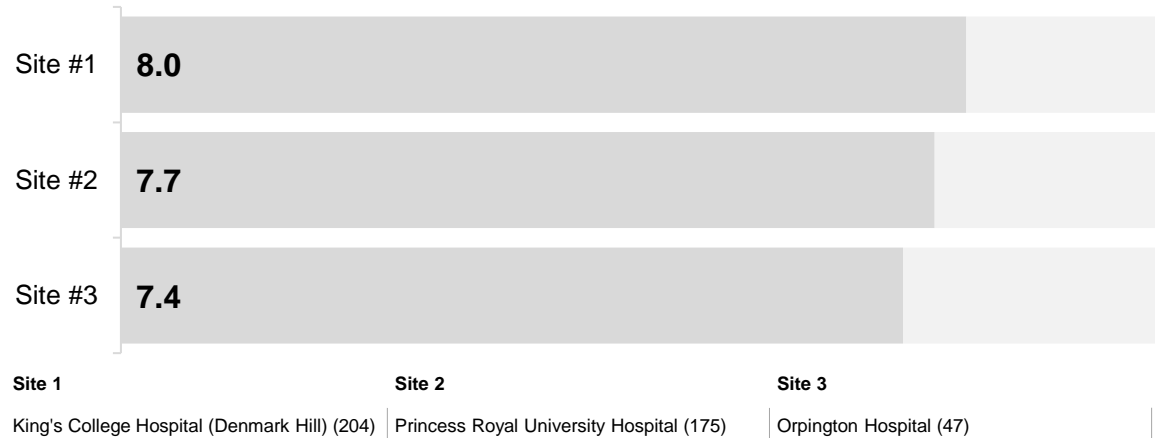 Site #1
8.0
Site #2
7.7
Site #3
7.4
Site 1
Site 2
Site 3
King's College Hospital (Denmark Hill) (204)
Princess Royal University Hospital (175)
Orpington Hospital (47)